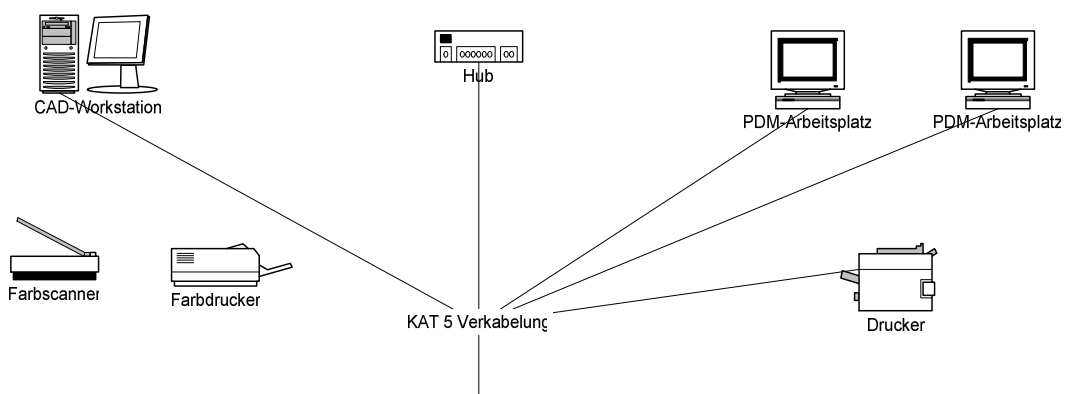 Hub
CAD-Workstation
PDM-Arbeitsplatz
PDM-Arbeitsplatz
Farbscanner
Farbdrucker
KAT 5 Verkabelung
Drucker